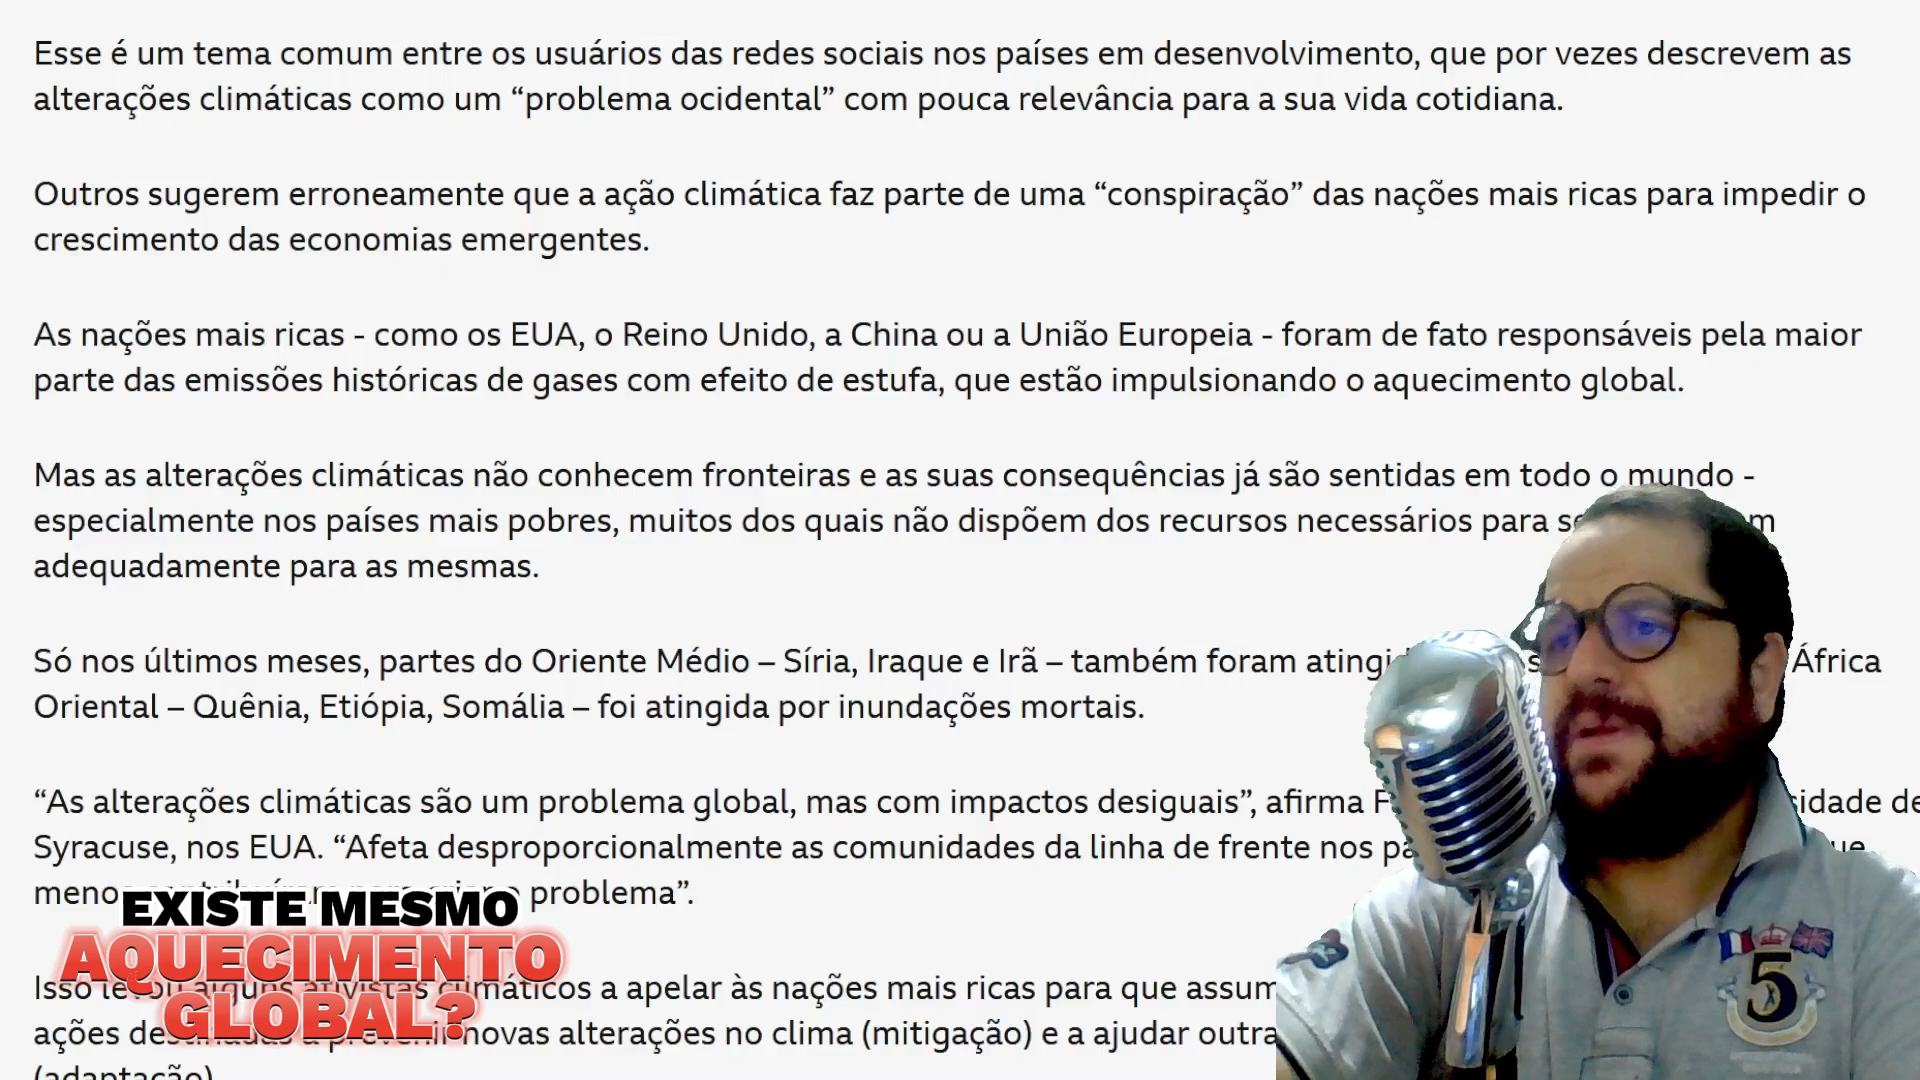 Esse é um tema comum entre os usuários das redes sociais nos países em desenvolvimento, que por vezes descrevem as
alterações climáticas como um “problema ocidental” com pouca relevância para a sua vida cotidiana.
Outros sugerem erroneamente que a ação climática faz parte de uma “conspiração” das nações mais ricas para impedir o
crescimento das economias emergentes.
As nações mais ricas - como os EUA, o Reino Unido, a China ou a União Europeia - foram de fato responsáveis pela maior
parte das emissões históricas de gases com efeito de estufa, que estão impulsionando o aquecimento global.
Mas as alterações climáticas não conhecem fronteiras e as suas consequências já são sentidas em todo o mundo -
especialmente nos países mais pobres, muitos dos quais não dispõem dos recursos necessários para
adequadamente para as mesmas.
Só nos últimos meses, partes do Oriente Médio – Síria, Iraque e Irã – também foram África
Oriental – Quênia, Etiópia, Somália – foi atingida por inundações mortais.
“As alterações climáticas são um problema global, mas com impactos desiguais”, afirma de
Syracuse, nos EUA. “Afeta desproporcionalmente as comunidades da linha de frente nos
problema”.
EXISTE MESMO
AQUECIMENTO
GLOBAL?
Isso alguns ativistas climáticos a apelar às nações mais ricas para que
ações novas alterações no clima (mitigação) e a ajudar
(adaptação)
5